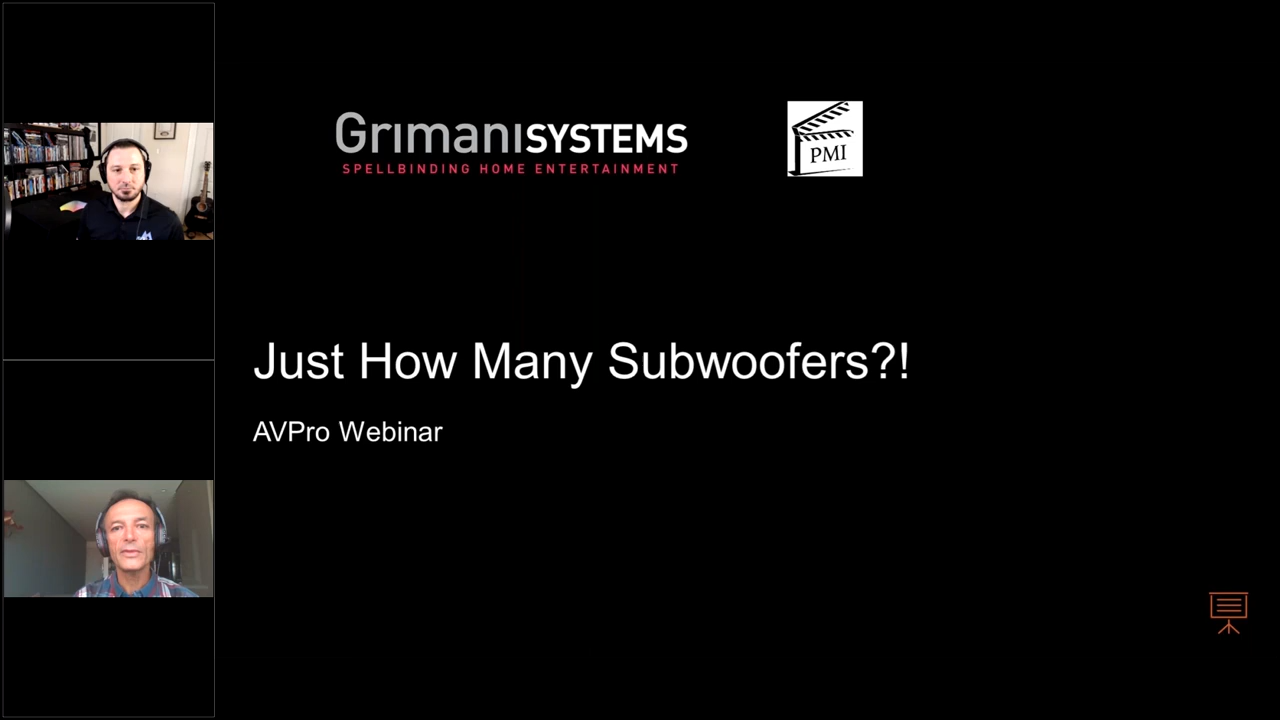 GrimanISYSTEMS
SPELLBINDING HOME ENTERTAINMENT
PMI
Just How Many Subwoofers?!
AVPro Webinar